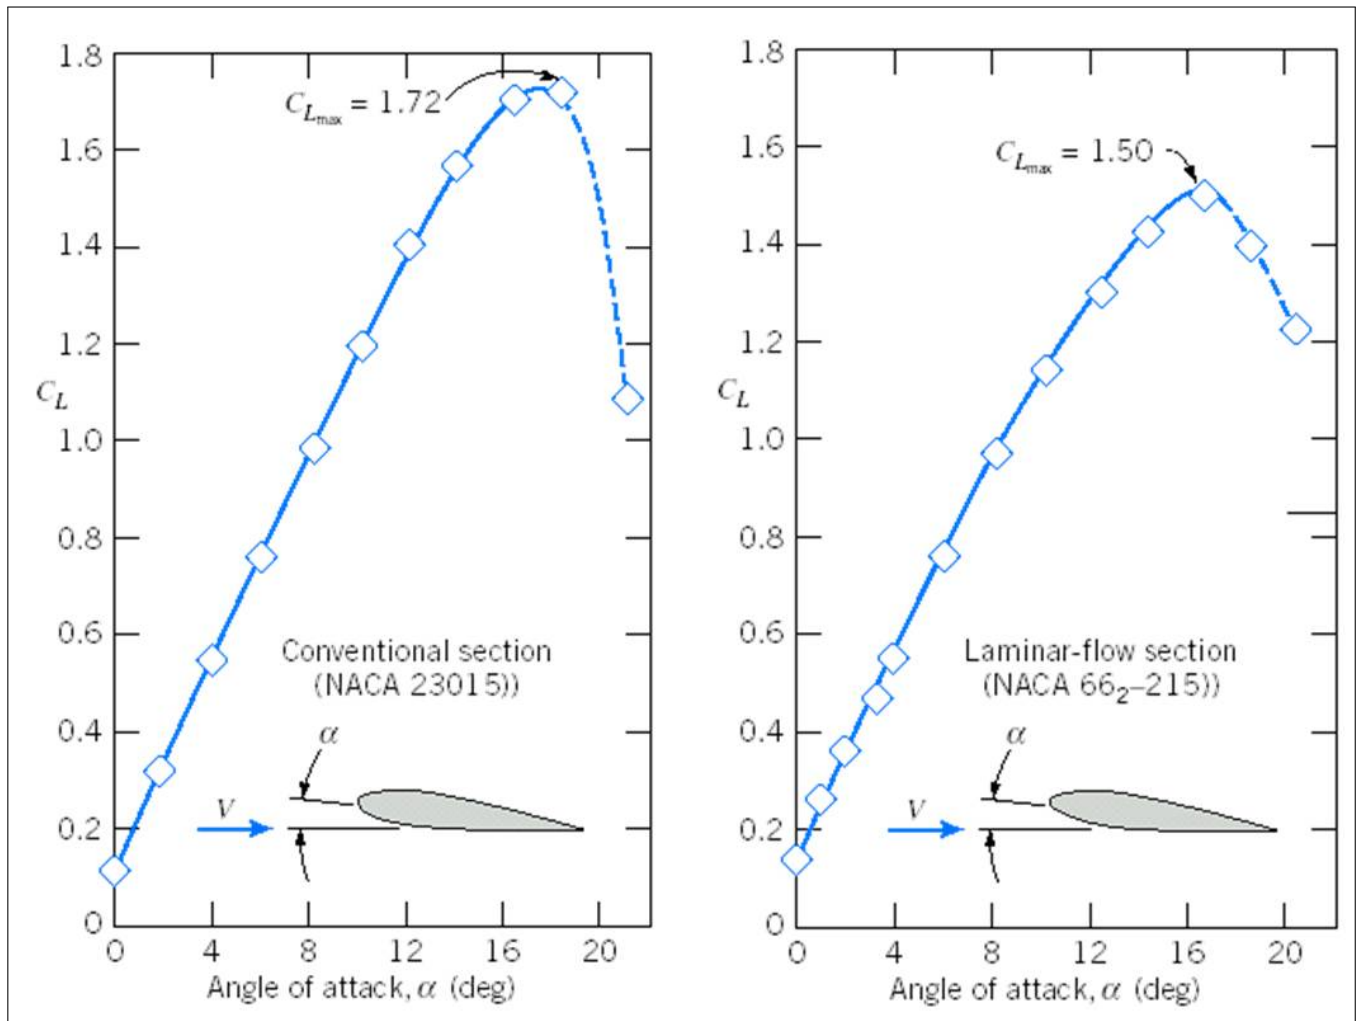 1.8
1.6
1.4
1.2
C_L
1.0
0.8
0.6
0.4
0.2
0
0 4 8 12 16 20
Angle of attack, α (deg)
C_Lmax = 1.72
Conventional section
(NACA 23015))
α
V
1.8
1.6
1.4
1.2
C_L
1.0
0.8
0.6
0.4
0.2
0
0 4 8 12 16 20
Angle of attack, α (deg)
C_Lmax = 1.50
Laminar-flow section
(NACA 66₂–215))
α
V